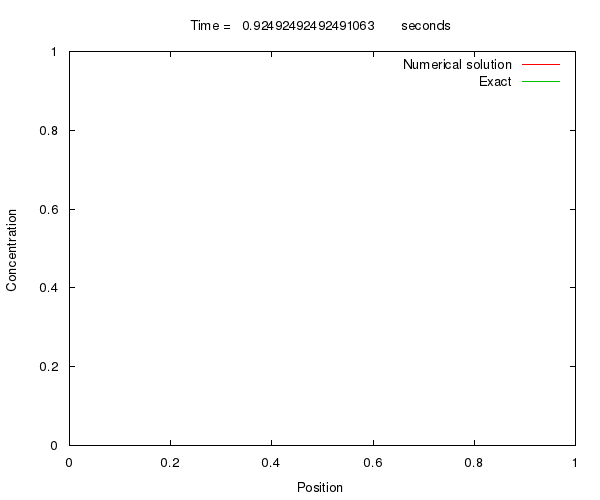 Time = 0.92492492492491063 seconds
Numerical solution
Exact
1
0.8
0.6
0.4
0.2
0
Concentration
0 0.2 0.4 0.6 0.8 1
Position